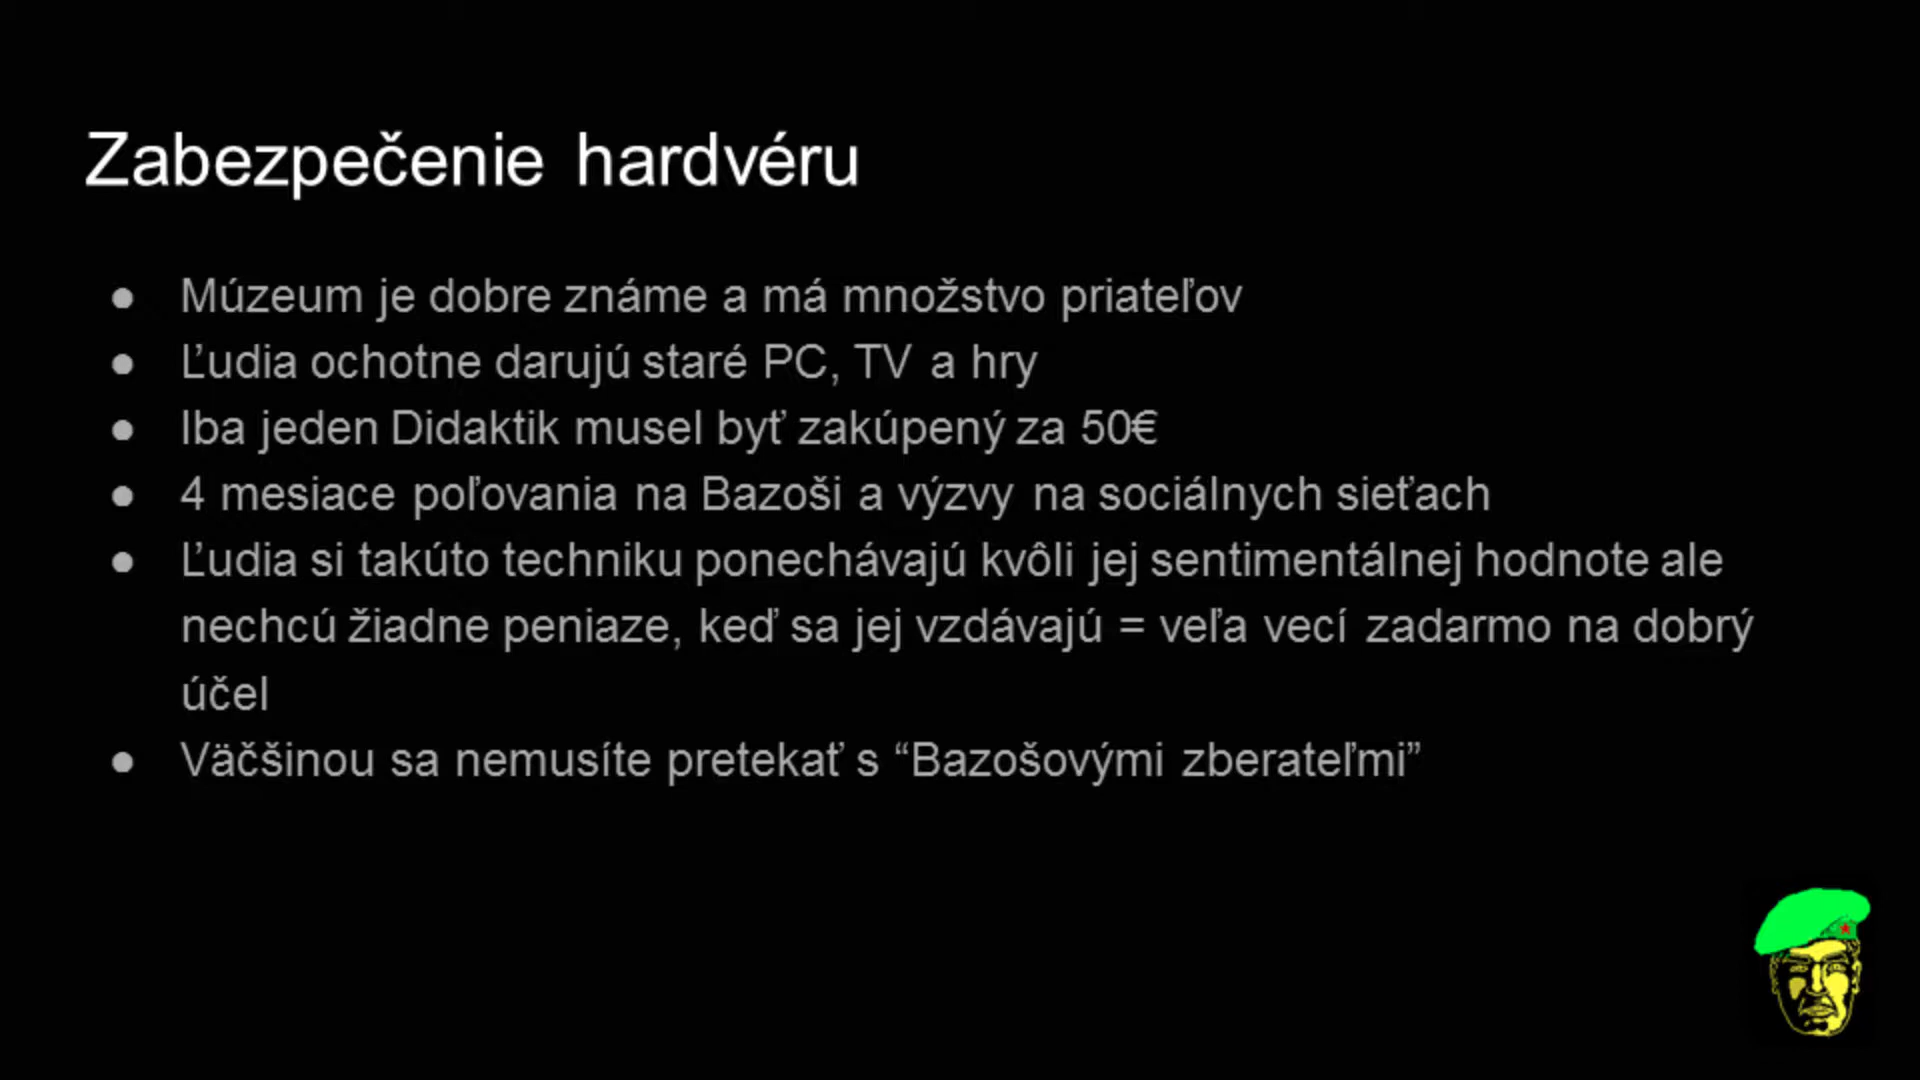 Zabezpečenie hardvéru
● Múzeum je dobre známe a má množstvo priateľov
● Ľudia ochotne darujú staré PC, TV a hry
● Iba jeden Didaktik musel byť zakúpený za 50€
● 4 mesiace poľovania na Bazoši a výzvy na sociálnych sieťach
● Ľudia si takúto techniku ponechávajú kvôli jej sentimentálnej hodnote ale
nechcú žiadne peniaze, keď sa jej vzdávajú = veľa vecí zadarmo na dobrý
účel
● Väčšinou sa nemusíte pretekať s “Bazošovými zberateľmi”